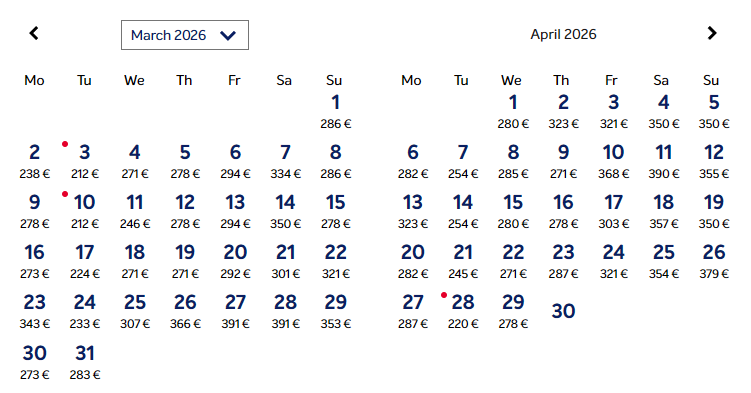 March 2026
Mo Tu We Th Fr Sa Su
1
286 €
2 3 4 5 6 7 8
238 € 212 € 271 € 278 € 294 € 334 € 286 €
9 10 11 12 13 14 15
278 € 212 € 246 € 278 € 294 € 350 € 278 €
16 17 18 19 20 21 22
273 € 224 € 271 € 271 € 292 € 301 € 321 €
23 24 25 26 27 28 29
343 € 233 € 307 € 366 € 391 € 391 € 353 €
30 31
273 € 283 €
April 2026
Mo Tu We Th Fr Sa Su
1 2 3 4 5
280 € 323 € 321 € 350 € 350 €
6 7 8 9 10 11 12
282 € 254 € 285 € 271 € 368 € 390 € 355 €
13 14 15 16 17 18 19
323 € 254 € 280 € 278 € 303 € 357 € 350 €
20 21 22 23 24 25 26
282 € 245 € 271 € 287 € 321 € 354 € 379 €
27 28 29 30
287 € 220 € 278 €